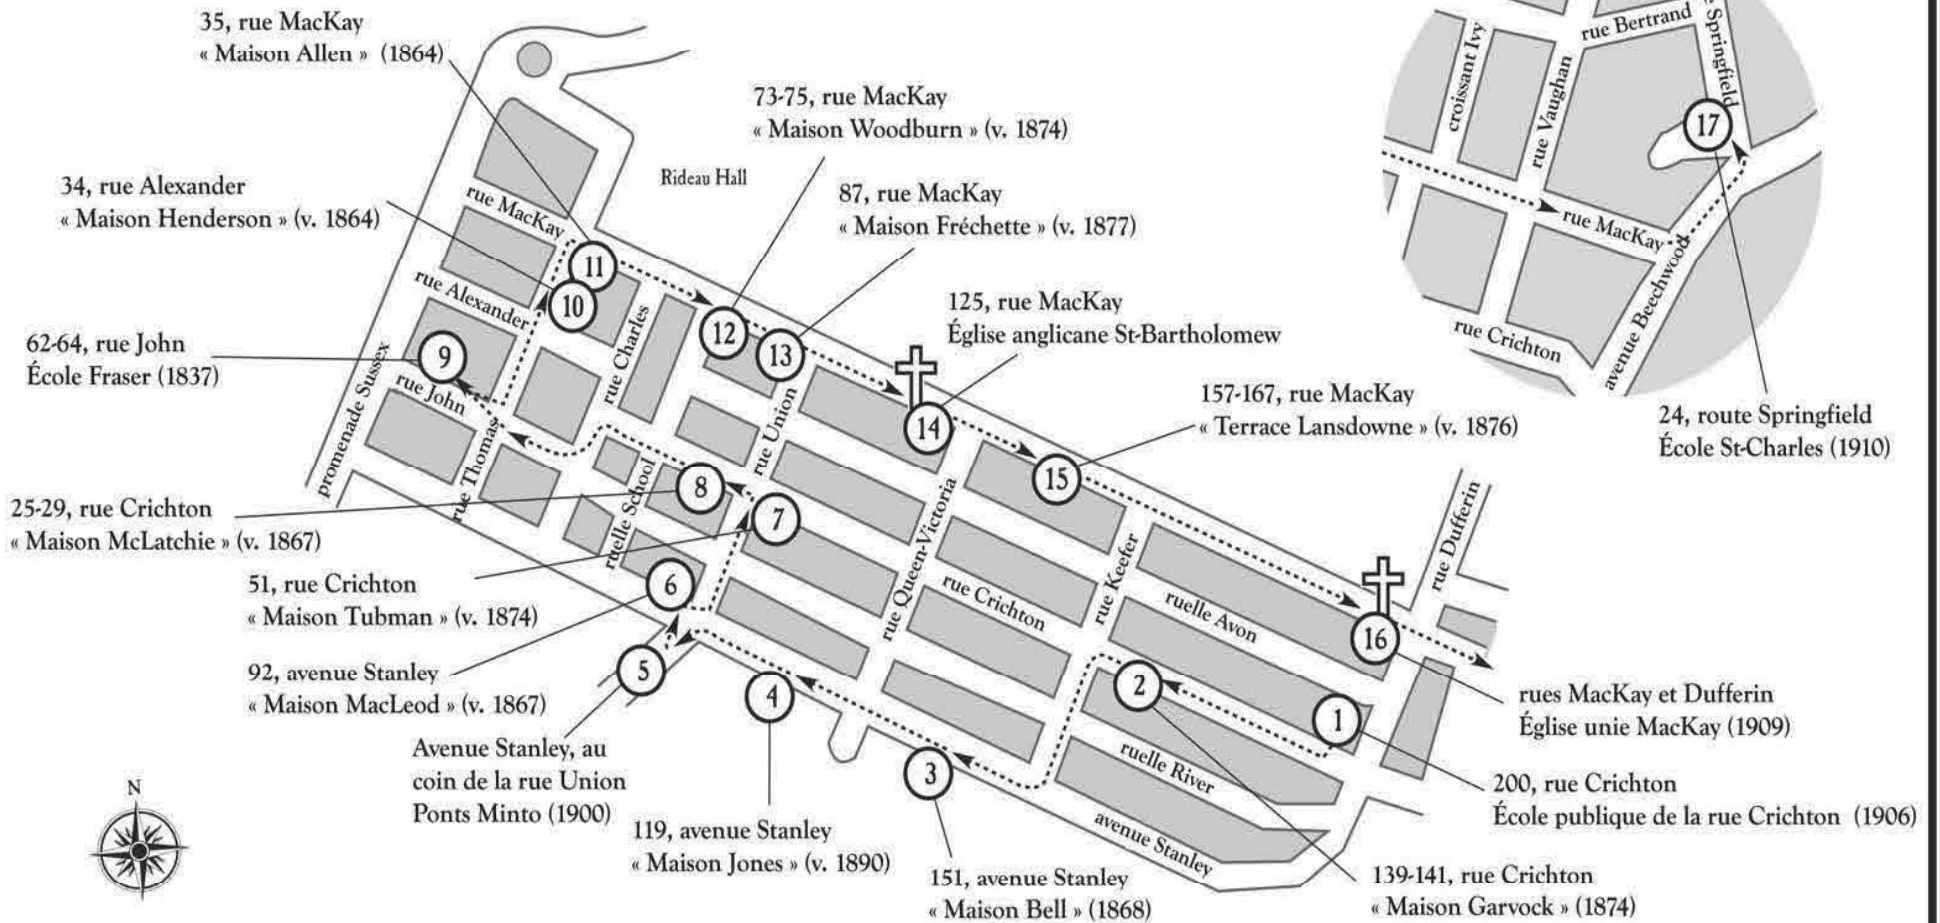 35, rue MacKay
« Maison Allen » (1864)
73-75, rue MacKay
« Maison Woodburn » (v. 1874)
34, rue Alexander
« Maison Henderson » (v. 1864)
Rideau Hall
87, rue MacKay
« Maison Fréchette » (v. 1877)
125, rue MacKay
Église anglicane St-Bartholomew
62-64, rue John
École Fraser (1837)
157-167, rue MacKay
« Terrace Lansdowne » (v. 1876)
24, route Springfield
École St-Charles (1910)
25-29, rue Crichton
« Maison McLatchie » (v. 1867)
51, rue Crichton
« Maison Tubman » (v. 1874)
92, avenue Stanley
« Maison MacLeod » (v. 1867)
Avenue Stanley, au
coin de la rue Union
Ponts Minto (1900)
119, avenue Stanley
« Maison Jones » (v. 1890)
151, avenue Stanley
« Maison Bell » (1868)
139-141, rue Crichton
« Maison Garvock » (1874)
200, rue Crichton
École publique de la rue Crichton (1906)
rues MacKay et Dufferin
Église unie MacKay (1909)
rue MacKay
rue Alexander
rue John
promenade Sussex
rue Thomas
rue Charles
ruelle School
rue Union
rue Queen-Victoria
rue Crichton
rue Keefer
ruelle Avon
ruelle River
avenue Stanley
rue Dufferin
croissant Ivy
rue Vaughan
rue Bertrand
Springfield
rue MacKay
avenue Beechwood
rue Crichton
1
2
3
4
5
6
7
8
9
10
11
12
13
14
15
16
17
N